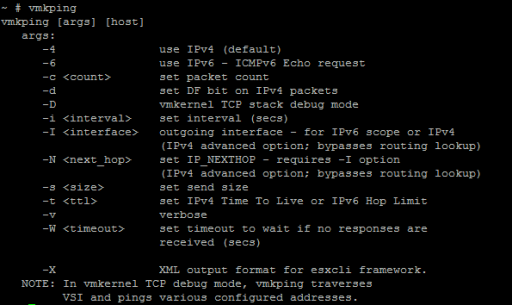 ~ # vmkping
vmkping [args] [host]
args:
-4 use IPv4 (default)
-6 use IPv6 - ICMPv6 Echo request
-c <count> set packet count
-d set DF bit on IPv4 packets
-D vmkernel TCP stack debug mode
-i <interval> set interval (secs)
-I <interface> outgoing interface - for IPv6 scope or IPv4
(IPv4 advanced option; bypasses routing lookup)
-N <next_hop> set IP_NEXTHOP - requires -I option
(IPv4 advanced option; bypasses routing lookup)
-s <size> set send size
-t <ttl> set IPv4 Time To Live or IPv6 Hop Limit
-v verbose
-W <timeout> set timeout to wait if no responses are
received (secs)
-X XML output format for esxcli framework.
NOTE: In vmkernel TCP debug mode, vmkping traverses
VSI and pings various configured addresses.